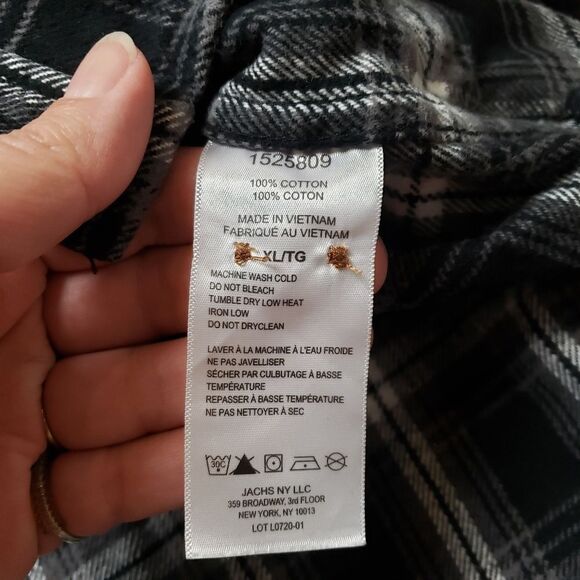 1525809
100% COTTON
100% COTON
MADE IN VIETNAM
FABRIQUÉ AU VIETNAM
XL/TG
MACHINE WASH COLD
DO NOT BLEACH
TUMBLE DRY LOW HEAT
IRON LOW
DO NOT DRYCLEAN
LAVER À LA MACHINE À L'EAU FROIDE
NE PAS JAVELLISER
SÉCHER PAR CULBUTAGE À BASSE
TEMPÉRATURE
REPASSER À BASSE TEMPÉRATURE
NE PAS NETTOYER À SEC
30C
JACHS NY LLC
359 BROADWAY, 3rd FLOOR
NEW YORK, NY 10013
LOT L0720-01